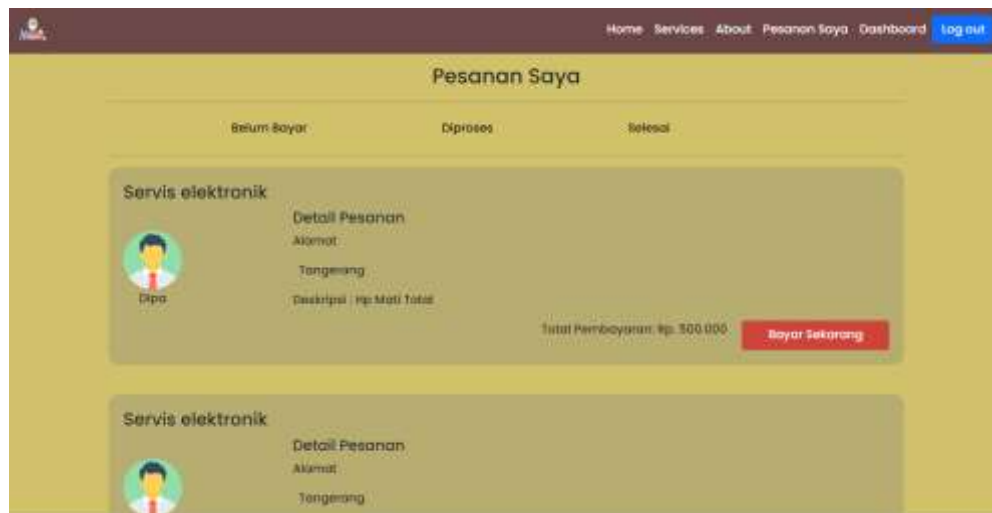 Home Services About Pesanan Saya Dashboard Log out
Pesanan Saya
Belum Bayar Diproses Selesai
Servis elektronik
Detail Pesanan
Alamat
Tangerang
Dipa
Deskripsi : Hp Mati Total
Total Pembayaran: Rp. 500.000 Bayar Sekarang
Servis elektronik
Detail Pesanan
Alamat
Tangerang